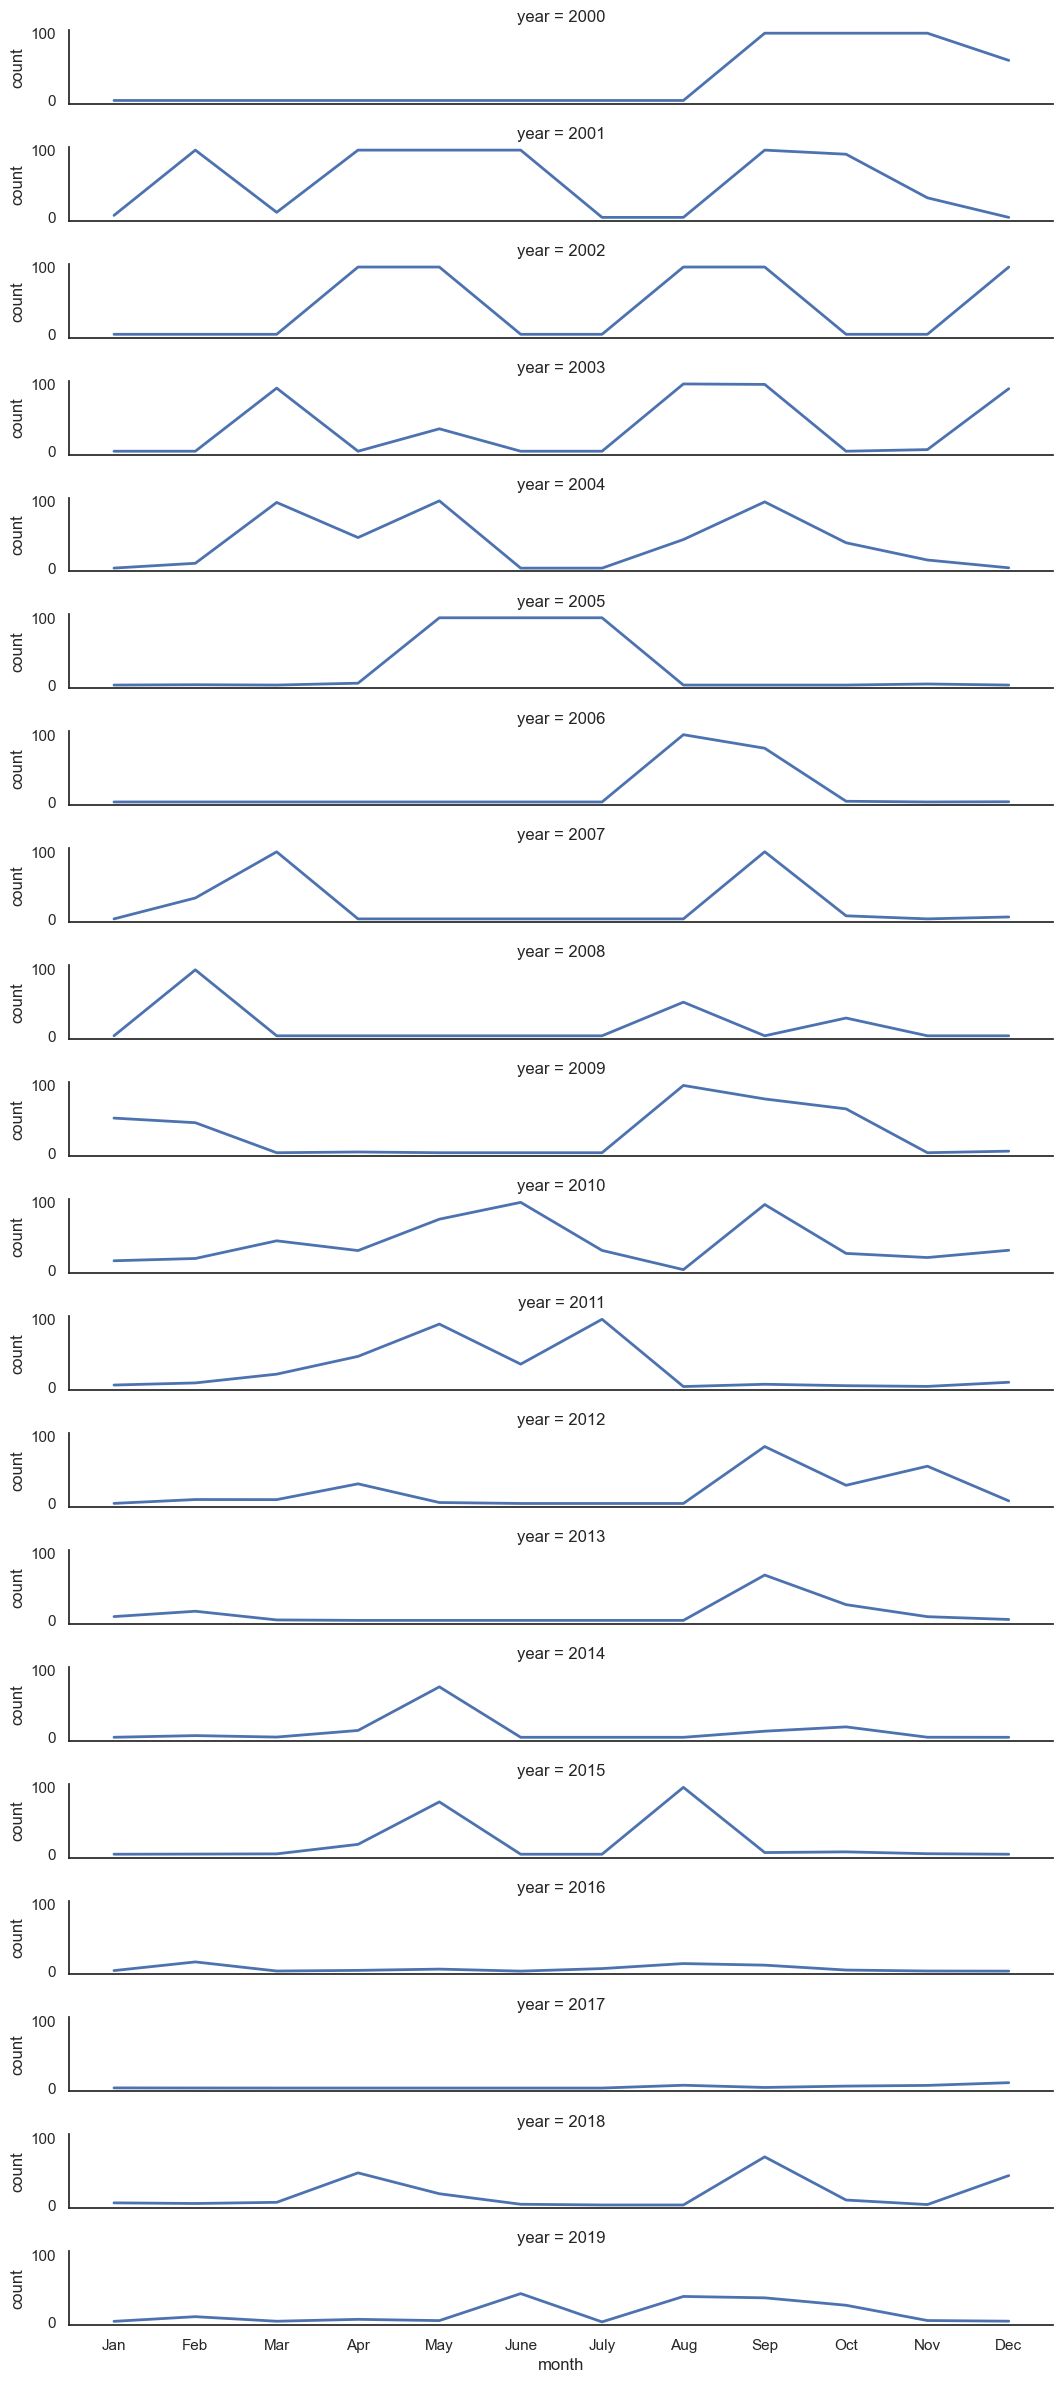 year = 2000
100
count
0
year = 2001
100
count
0
year = 2002
100
count
0
year = 2003
100
count
0
year = 2004
100
count
0
year = 2005
100
count
0
year = 2006
100
count
0
year = 2007
100
count
0
year = 2008
100
count
0
year = 2009
100
count
0
year = 2010
100
count
0
year = 2011
100
count
0
year = 2012
100
count
0
year = 2013
100
count
0
year = 2014
100
count
0
year = 2015
100
count
0
year = 2016
100
count
0
year = 2017
100
count
0
year = 2018
100
count
0
year = 2019
100
count
0
Jan Feb Mar Apr May June July Aug Sep Oct Nov Dec
month